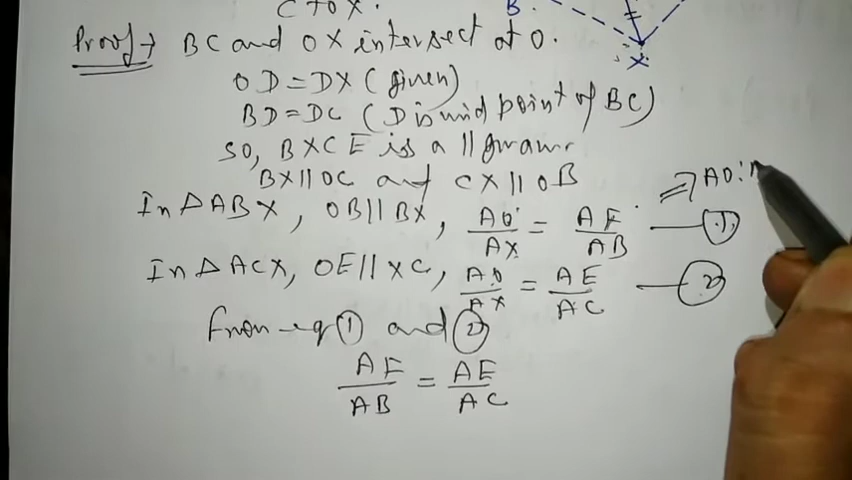 C to X.
B.
X
Proof → BC and OX intersect at O.
OD = DX (given)
BD = DC (D is mid point of BC)
SO, BXCE is a || gram.
BX || OC and CX || OB
In △ABX, OB || BX, AO/AX = AF/AB — ①
⇒ AO:A
In △ACX, OE || XC, AO/AX = AE/AC — ②
From eq ① and ②
AF/AB = AE/AC